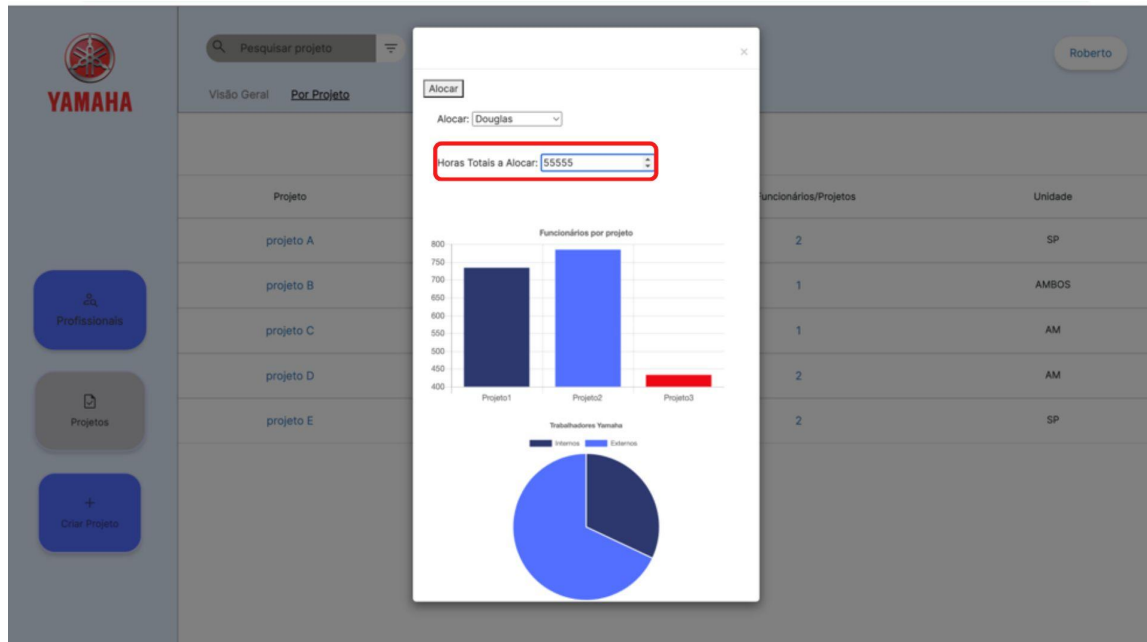 YAMAHA
Pesquisar projeto
Visão Geral Por Projeto
Roberto
×
Alocar
Alocar: Douglas
Horas Totais a Alocar: 55555
Projeto Funcionários/Projetos Unidade
projeto A 2 SP
projeto B 1 AMBOS
projeto C 1 AM
projeto D 2 AM
projeto E 2 SP
Profissionais
Projetos
+
Criar Projeto
Funcionários por projeto
800
750
700
650
600
550
500
450
400
Projeto1 Projeto2 Projeto3
Trabalhadores Yamaha
Internos Externos